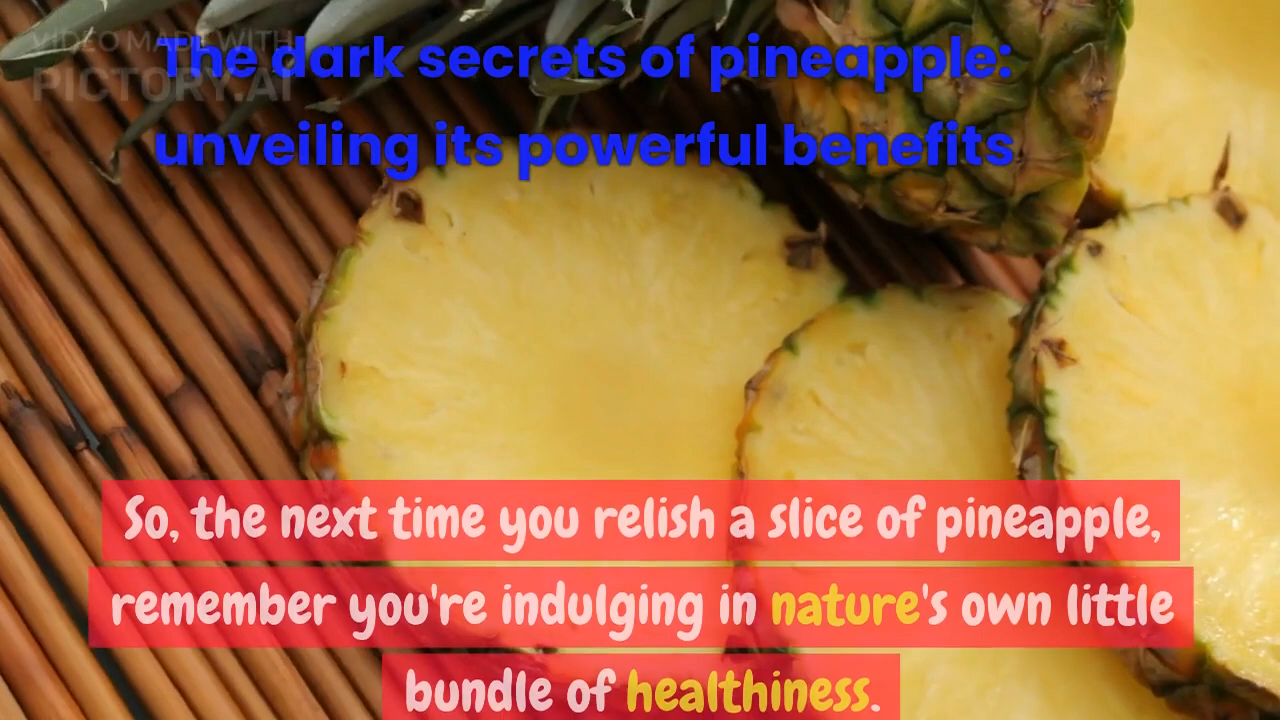 VIDEO MADE WITH
PICTORY.AI
The dark secrets of pineapple:
unveiling its powerful benefits
So, the next time you relish a slice of pineapple,
remember you're indulging in nature's own little
bundle of healthiness.